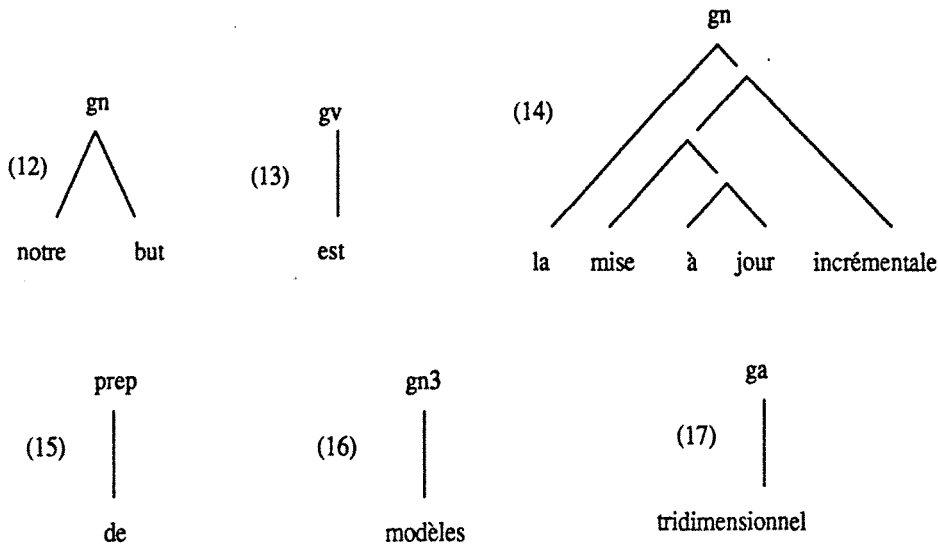 gn
gn
gv
(14)
(12)
(13)
notre but
est
la mise à jour incrémentale
prep
gn3
ga
(15)
(16)
(17)
de
modèles
tridimensionnel